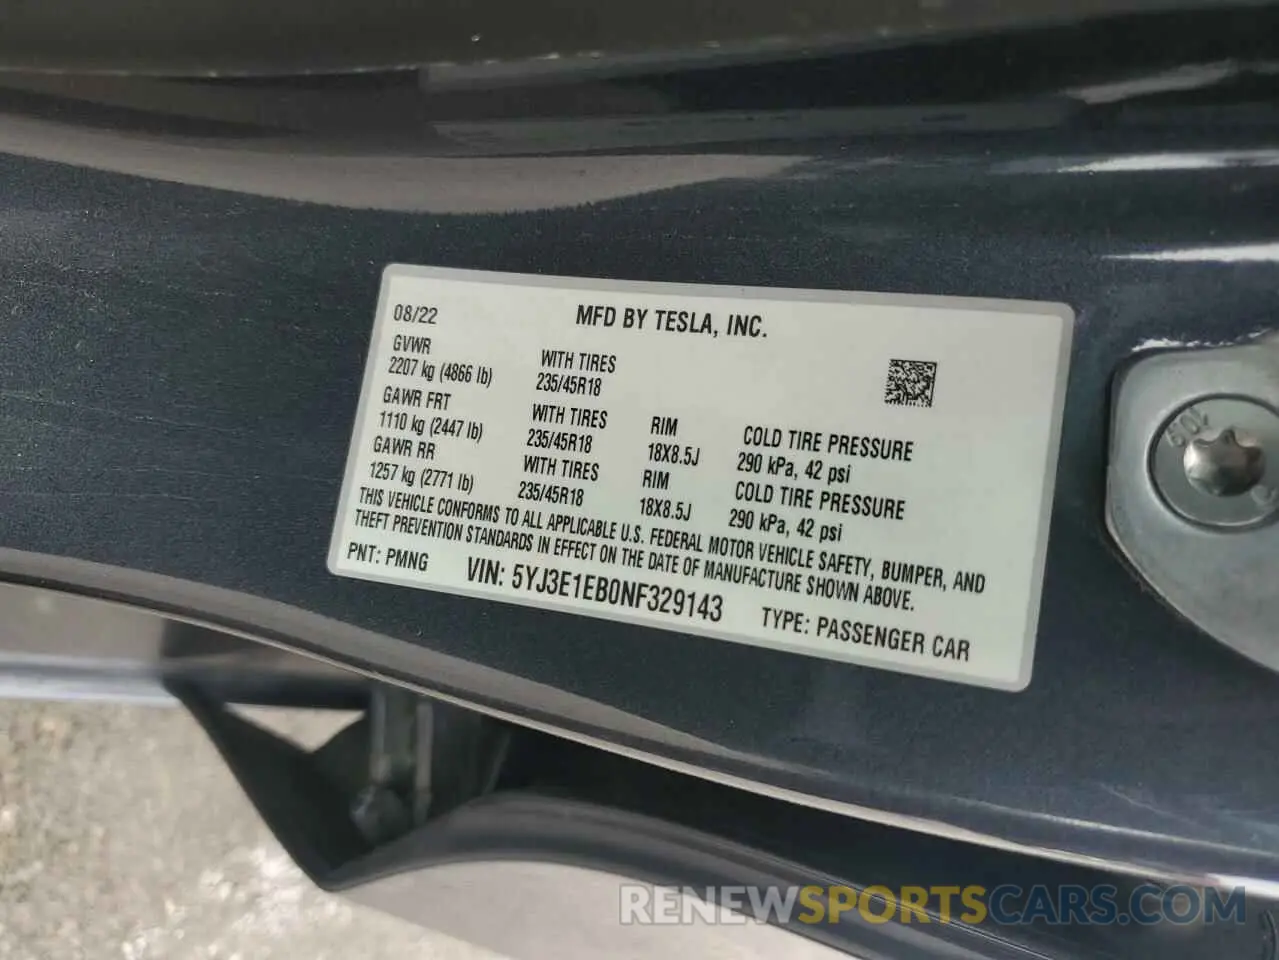 08/22 MFD BY TESLA, INC.
GVWR
2207 kg (4866 lb) WITH TIRES
235/45R18
GAWR FRT
1110 kg (2447 lb) WITH TIRES
235/45R18 RIM
18X8.5J COLD TIRE PRESSURE
290 kPa, 42 psi
GAWR RR
1257 kg (2771 lb) WITH TIRES
235/45R18 RIM
18X8.5J COLD TIRE PRESSURE
290 kPa, 42 psi
THIS VEHICLE CONFORMS TO ALL APPLICABLE U.S. FEDERAL MOTOR VEHICLE SAFETY, BUMPER, AND
THEFT PREVENTION STANDARDS IN EFFECT ON THE DATE OF MANUFACTURE SHOWN ABOVE.
PNT: PMNG VIN: 5YJ3E1EB0NF329143 TYPE: PASSENGER CAR
RENEWSPORTSCARS.COM